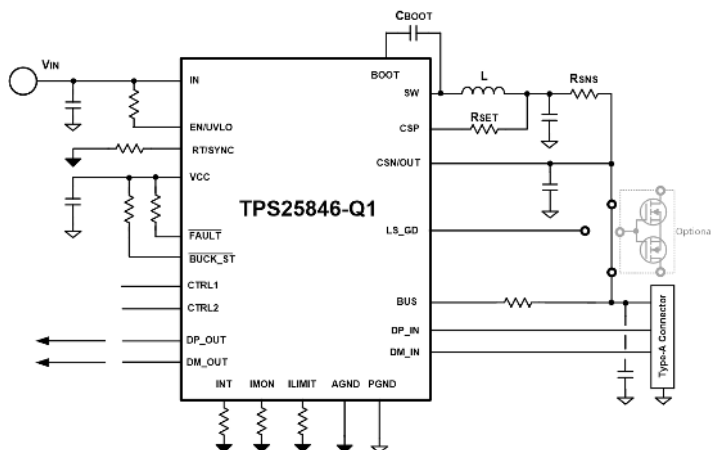 CBOOT
VIN
BOOT
IN
SW
L
RSNS
EN/UVLO
CSP
RSET
RT/SYNC
CSN/OUT
VCC
TPS25846-Q1
LS_GD
Optiona
FAULT
BUCK_ST
CTRL1
BUS
CTRL2
DP_IN
DP_OUT
DM_IN
DM_OUT
Type-A Connector
INT
IMON
ILIMIT
AGND
PGND